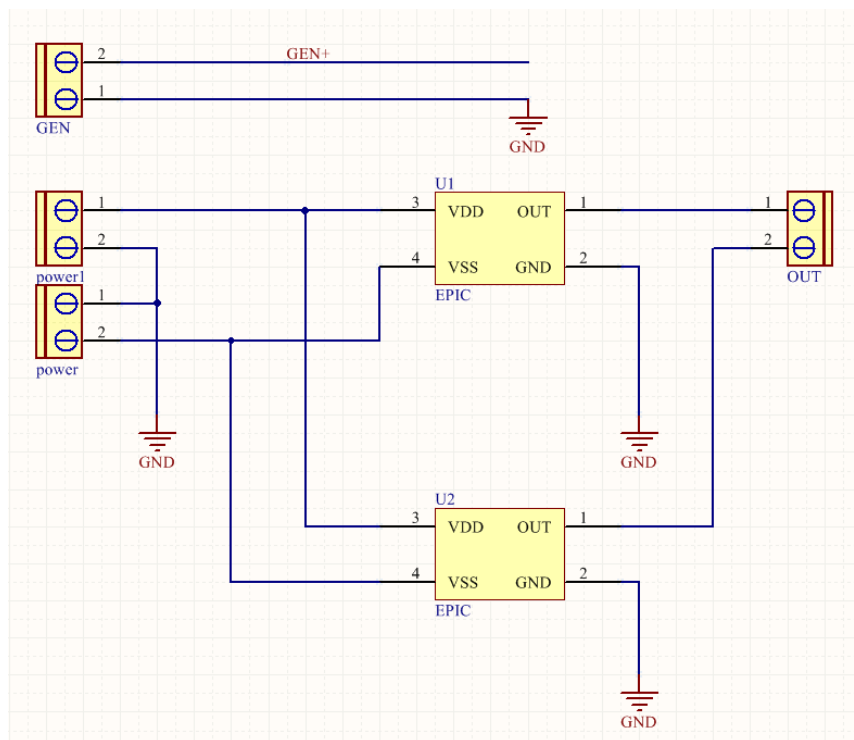 2 GEN+
1
GEN
GND
U1
1 3 VDD OUT 1 1
2 2
power1 4 VSS GND 2 OUT
1 EPIC
2
power
GND GND
U2
3 VDD OUT 1
4 VSS GND 2
EPIC
GND